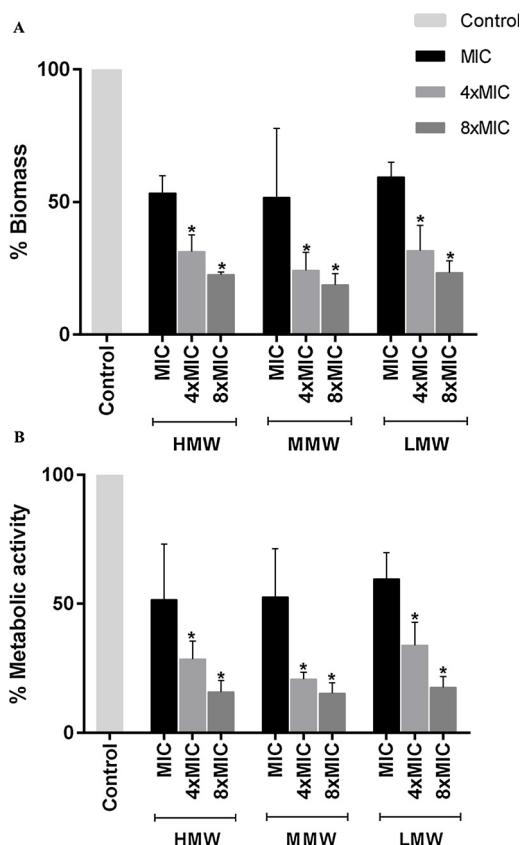 A
Control
MIC
4xMIC
8xMIC
% Biomass
100
50
0
*
*
*
*
*
*
Control
MIC
4xMIC
8xMIC
MIC
4xMIC
8xMIC
MIC
4xMIC
8xMIC
HMW
MMW
LMW
B
% Metabolic activity
100
50
0
*
*
*
*
*
*
Control
MIC
4xMIC
8xMIC
MIC
4xMIC
8xMIC
MIC
4xMIC
8xMIC
HMW
MMW
LMW